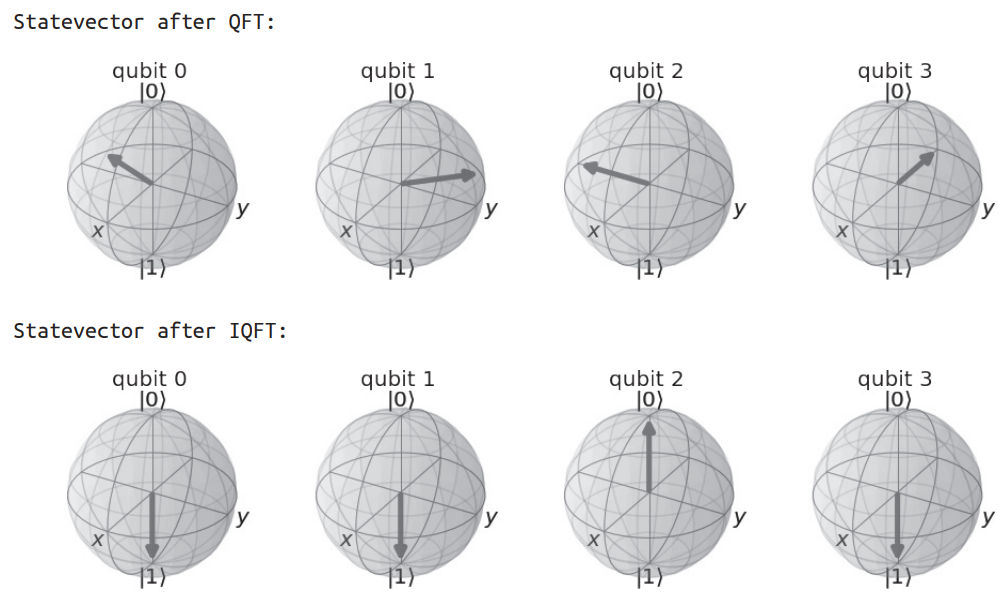 Statevector after QFT:
qubit 0 qubit 1 qubit 2 qubit 3
|0⟩ |0⟩ |0⟩ |0⟩
y y y y
x x x x
|1⟩ |1⟩ |1⟩ |1⟩
Statevector after IQFT:
qubit 0 qubit 1 qubit 2 qubit 3
|0⟩ |0⟩ |0⟩ |0⟩
y y y y
x x x x
|1⟩ |1⟩ |1⟩ |1⟩